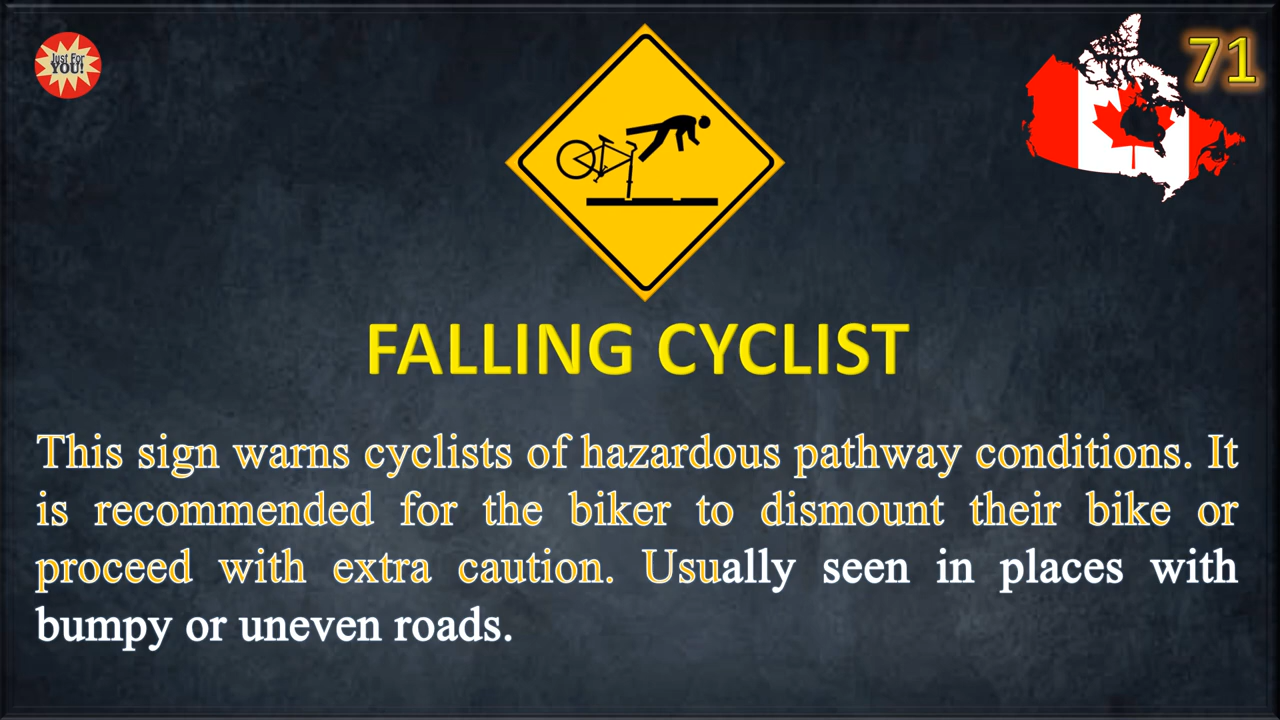 Just For
YOU!
71
FALLING CYCLIST
This sign warns cyclists of hazardous pathway conditions. It
is recommended for the biker to dismount their bike or
proceed with extra caution. Usually seen in places with
bumpy or uneven roads.